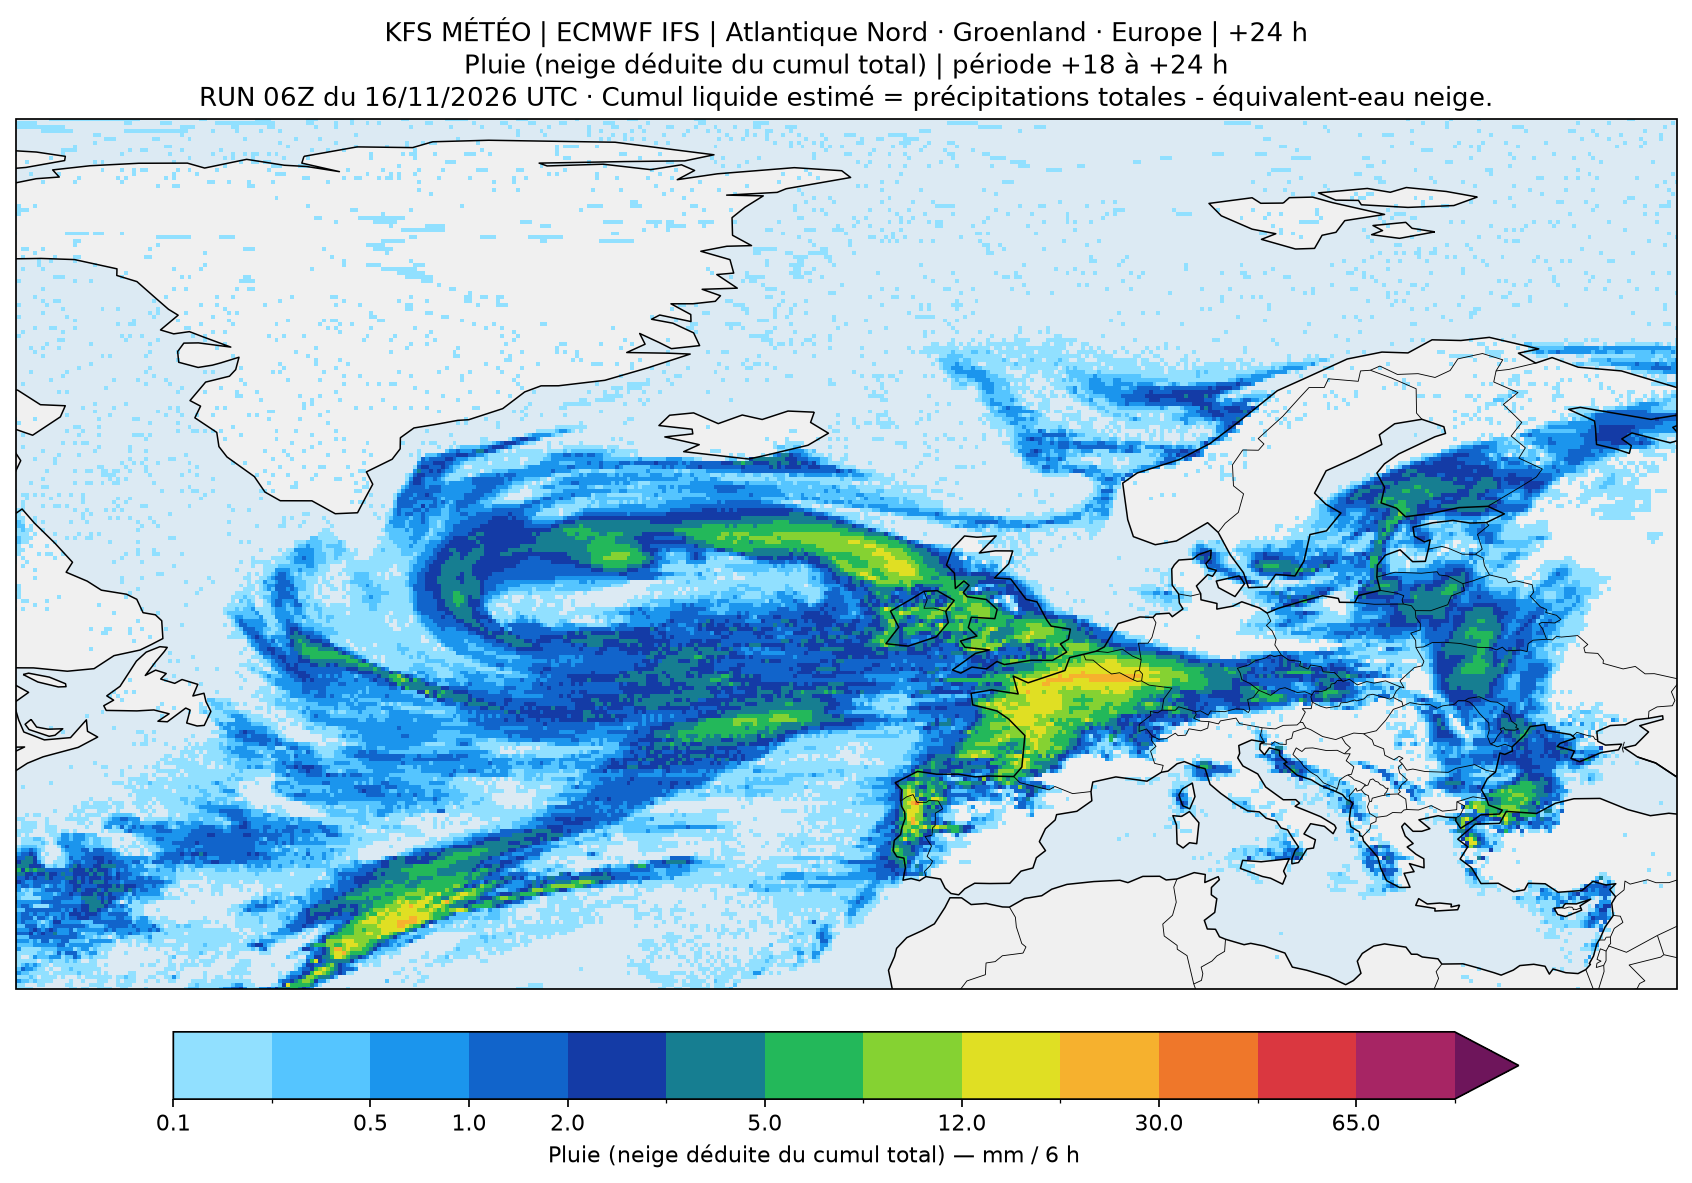 KFS MÉTÉO | ECMWF IFS | Atlantique Nord · Groenland · Europe | +24 h
Pluie (neige déduite du cumul total) | période +18 à +24 h
RUN 06Z du 16/11/2026 UTC · Cumul liquide estimé = précipitations totales - équivalent-eau neige.
0.1 0.5 1.0 2.0 5.0 12.0 30.0 65.0
Pluie (neige déduite du cumul total) — mm / 6 h